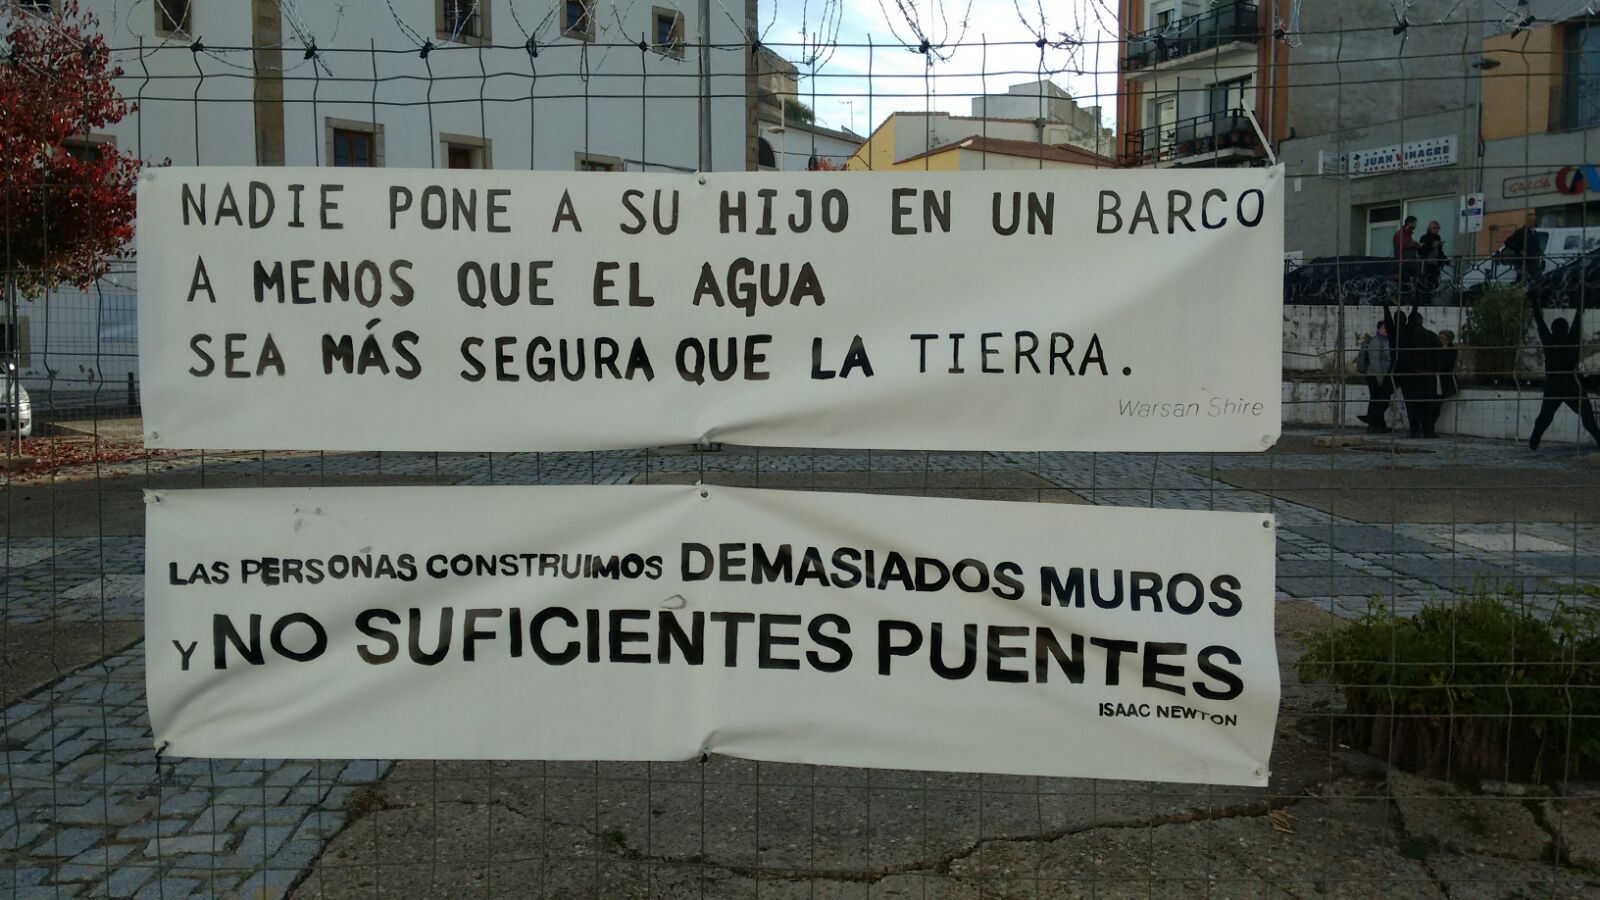 NADIE PONE A SU HIJO EN UN BARCO
A MENOS QUE EL AGUA
SEA MÁS SEGURA QUE LA TIERRA.
Warsan Shire
LAS PERSONAS CONSTRUIMOS DEMASIADOS MUROS
Y NO SUFICIENTES PUENTES
ISAAC NEWTON
JUAN VINAGRE
GARCIA